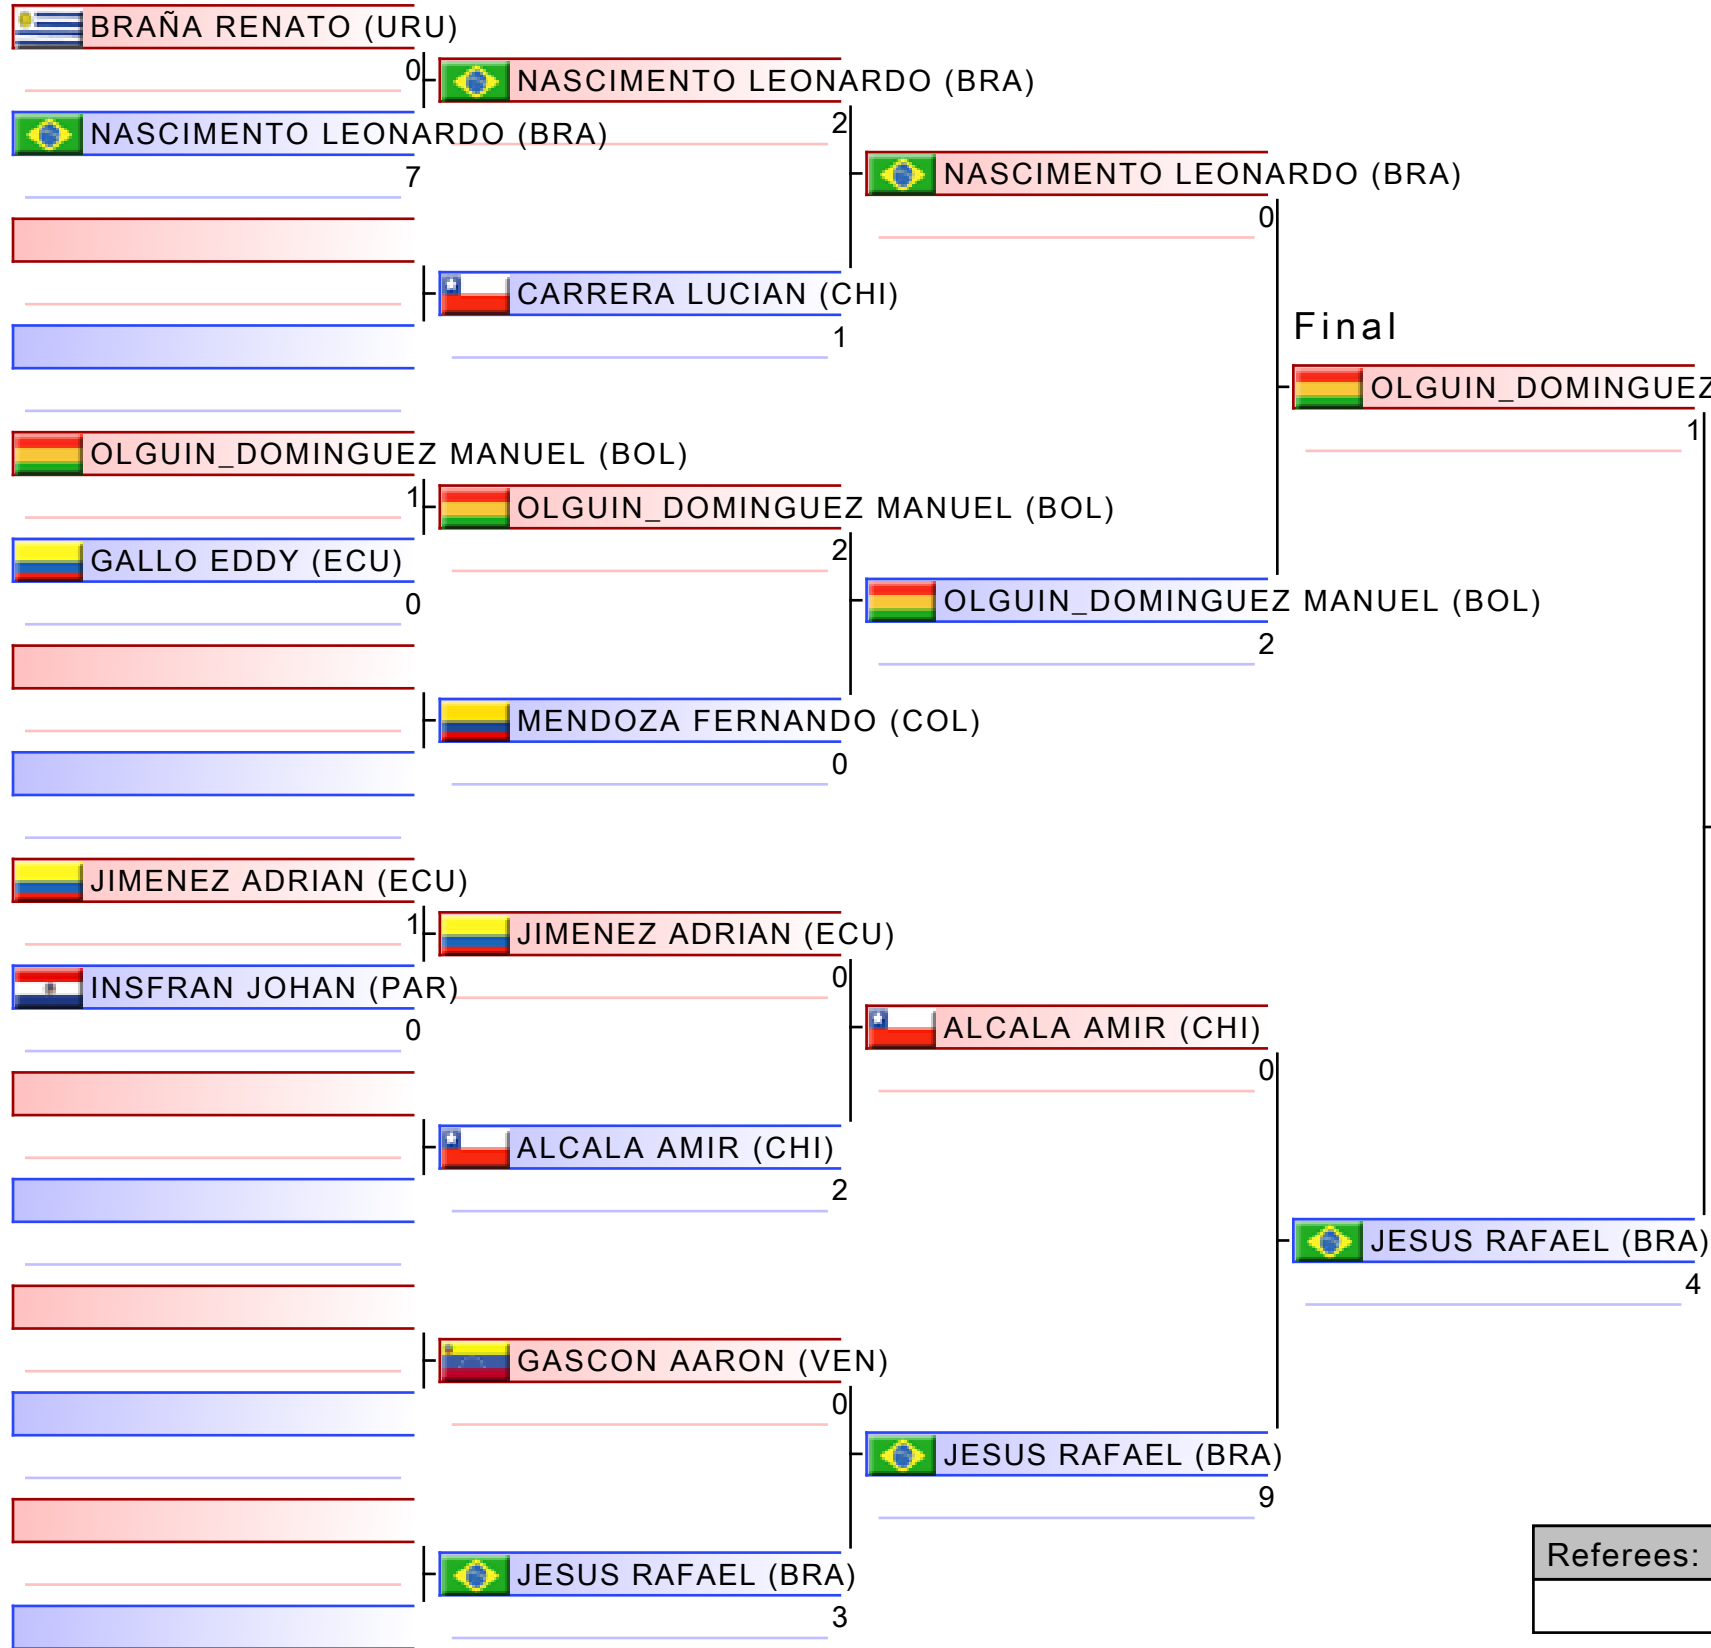 BRAÑA RENATO (URU)
0
NASCIMENTO LEONARDO (BRA)
7
OLGUIN_DOMINGUEZ MANUEL (BOL)
1
GALLO EDDY (ECU)
0
JIMENEZ ADRIAN (ECU)
1
INSFRAN JOHAN (PAR)
0
NASCIMENTO LEONARDO (BRA)
2
CARRERA LUCIAN (CHI)
1
OLGUIN_DOMINGUEZ MANUEL (BOL)
2
MENDOZA FERNANDO (COL)
0
JIMENEZ ADRIAN (ECU)
0
ALCALA AMIR (CHI)
2
GASCON AARON (VEN)
0
JESUS RAFAEL (BRA)
3
NASCIMENTO LEONARDO (BRA)
0
OLGUIN_DOMINGUEZ MANUEL (BOL)
2
ALCALA AMIR (CHI)
0
JESUS RAFAEL (BRA)
9
Final
OLGUIN_DOMINGUEZ
1
JESUS RAFAEL (BRA)
4
Referees: